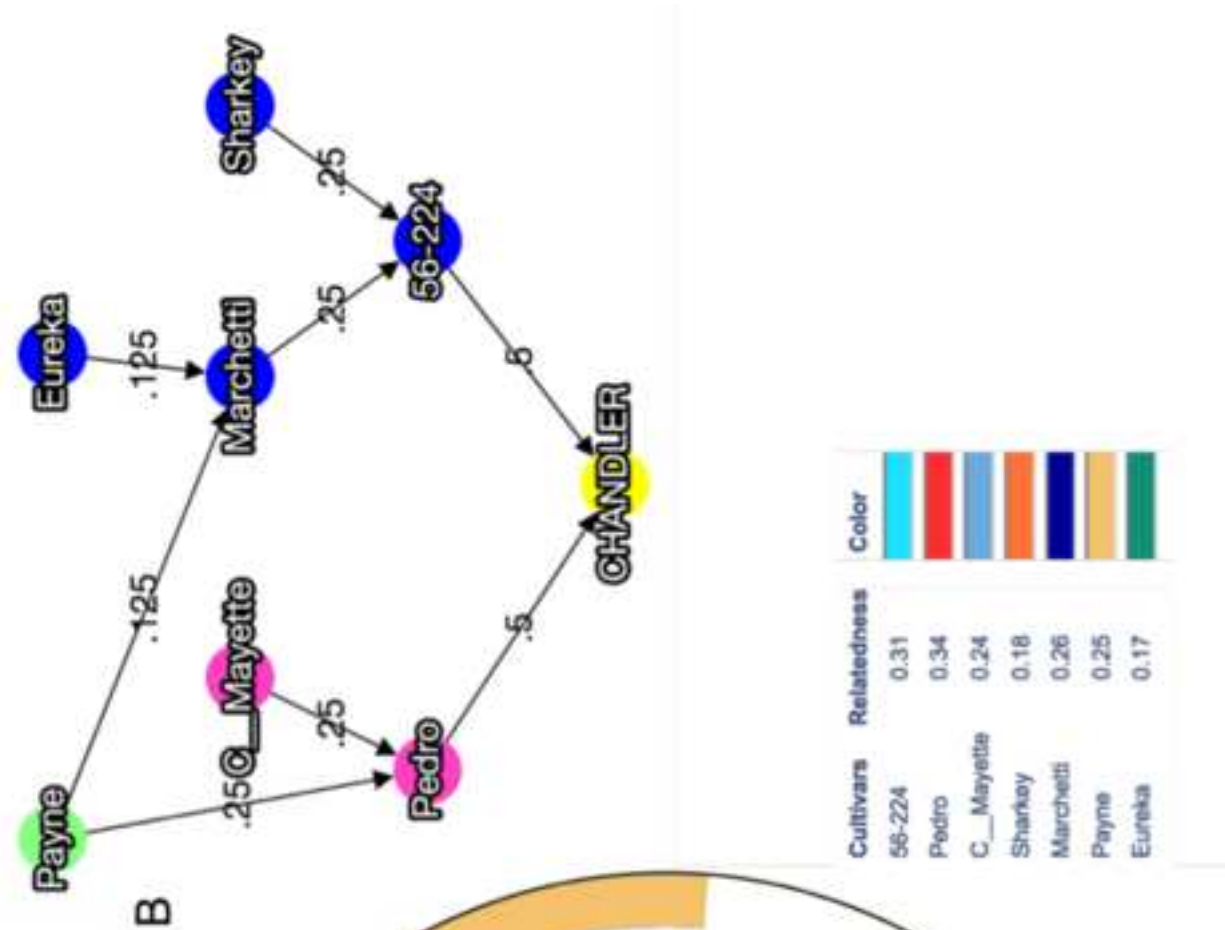 B
Payne
Eureka
.125
.125
C__Mayette
Marchetti
Sharkey
.25
.25
.25
.25
Pedro
56-224
.5
.5
CHANDLER
Cultivars Relatedness Color
56-224 0.31
Pedro 0.34
C__Mayette 0.24
Sharkey 0.18
Marchetti 0.26
Payne 0.25
Eureka 0.17